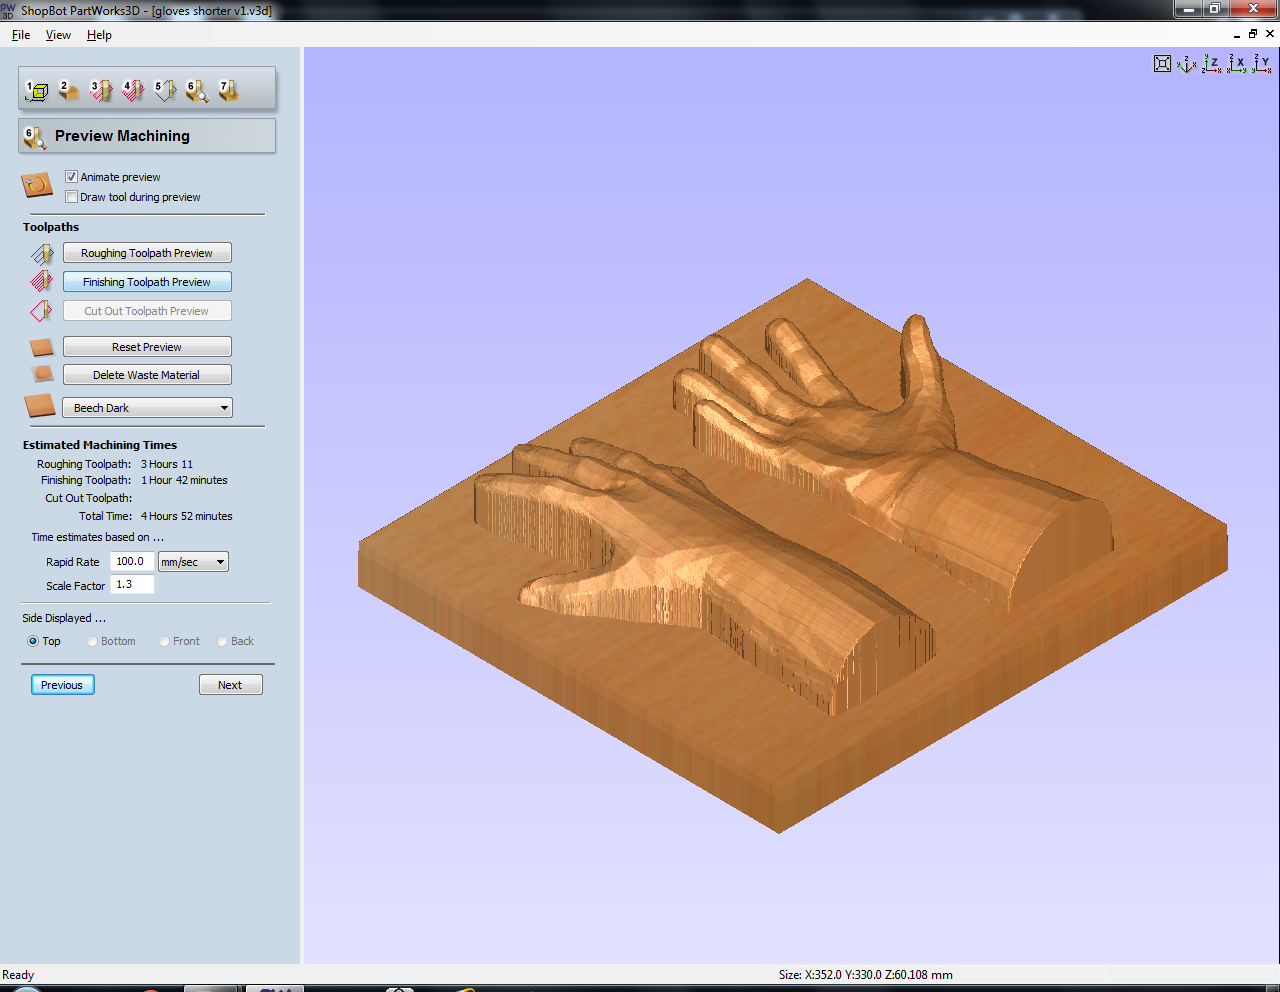 PW
3D
ShopBot PartWorks3D - [gloves shorter v1.v3d]
File View Help
1 2 3 4 5 6 7
6 Preview Machining
Animate preview
Draw tool during preview
Toolpaths
Roughing Toolpath Preview
Finishing Toolpath Preview
Cut Out Toolpath Preview
Reset Preview
Delete Waste Material
Beech Dark
Estimated Machining Times
Roughing Toolpath: 3 Hours 11
Finishing Toolpath: 1 Hour 42 minutes
Cut Out Toolpath:
Total Time: 4 Hours 52 minutes
Time estimates based on ...
Rapid Rate 100.0 mm/sec
Scale Factor 1.3
Side Displayed ...
Top Bottom Front Back
Previous Next
Ready Size: X:352.0 Y:330.0 Z:60.108 mm